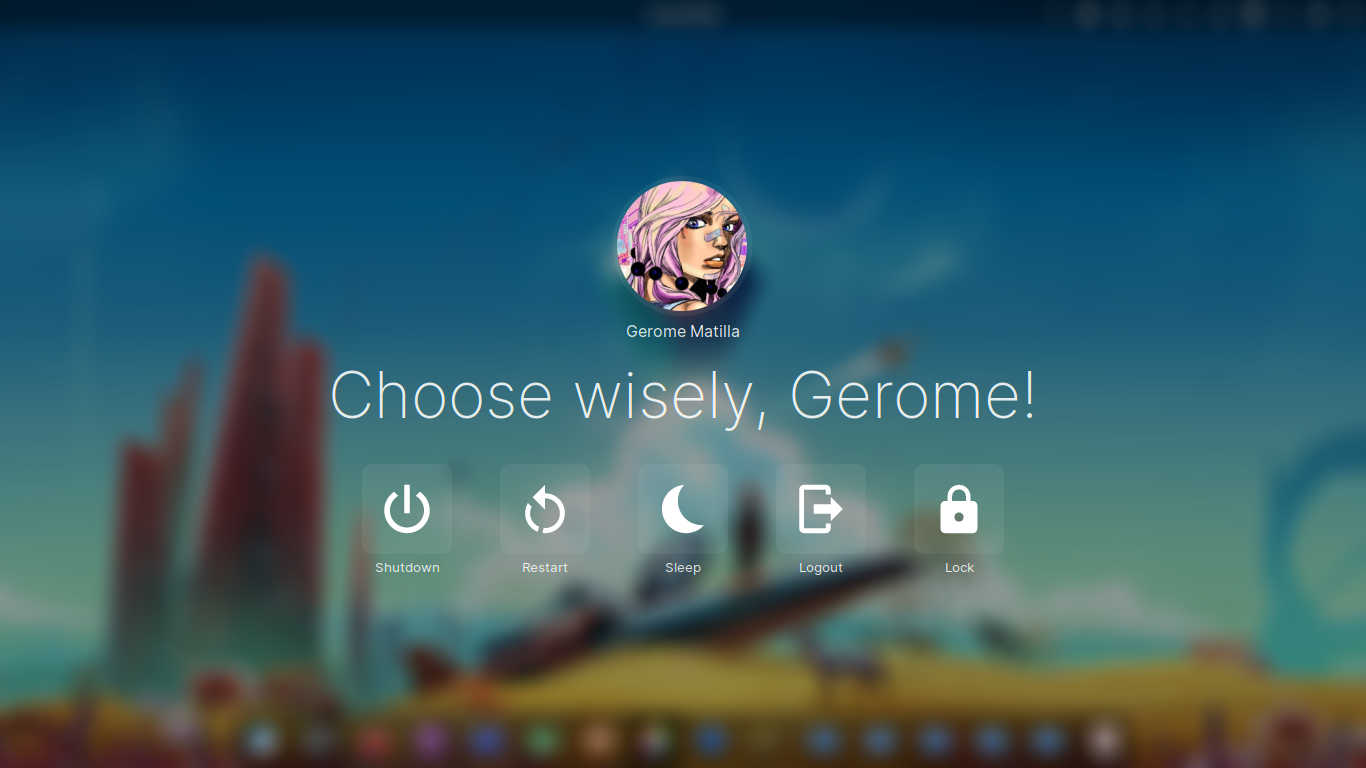 Gerome Matilla
Choose wisely, Gerome!
Shutdown
Restart
Sleep
Logout
Lock